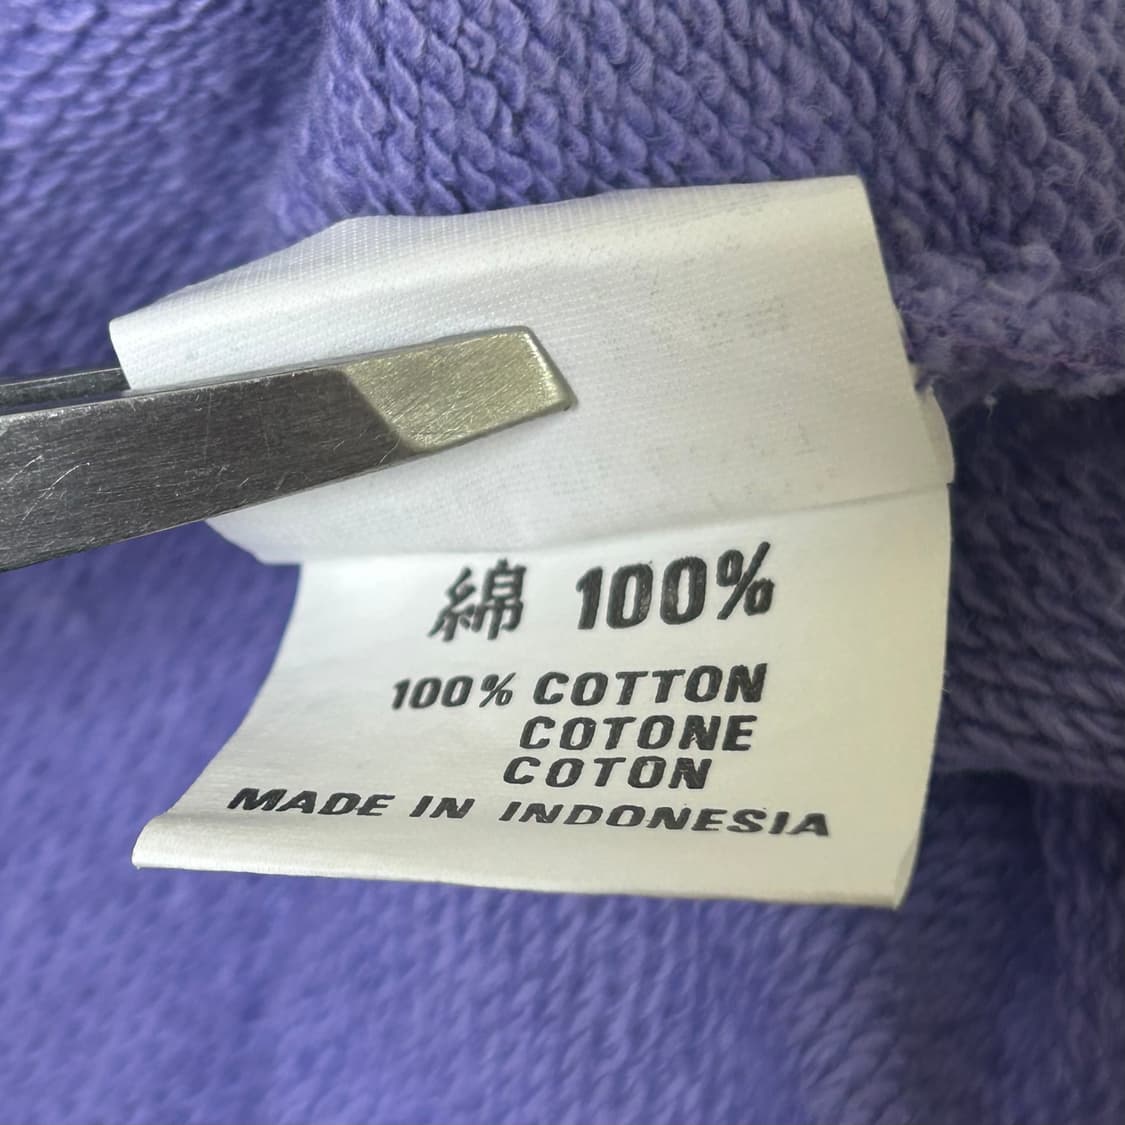 綿 100%
100% COTTON
COTONE
COTON
MADE IN INDONESIA